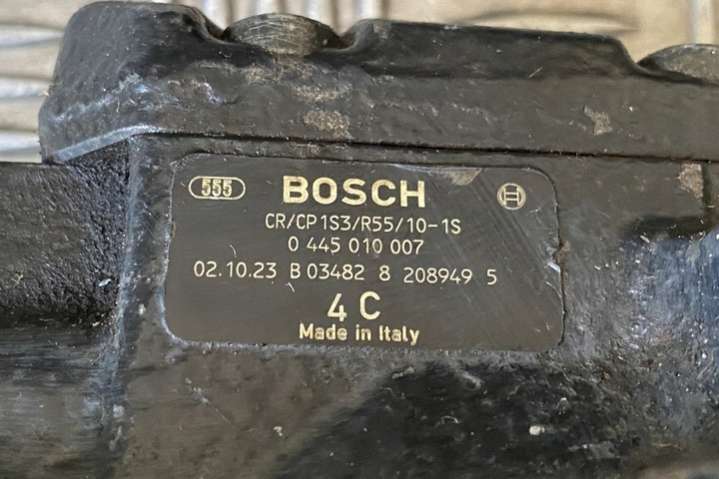 555 BOSCH
CR/CP1S3/R55/10-1S
0 445 010 007
02.10.23 B 03482 8 208949 5
4 C
Made in Italy